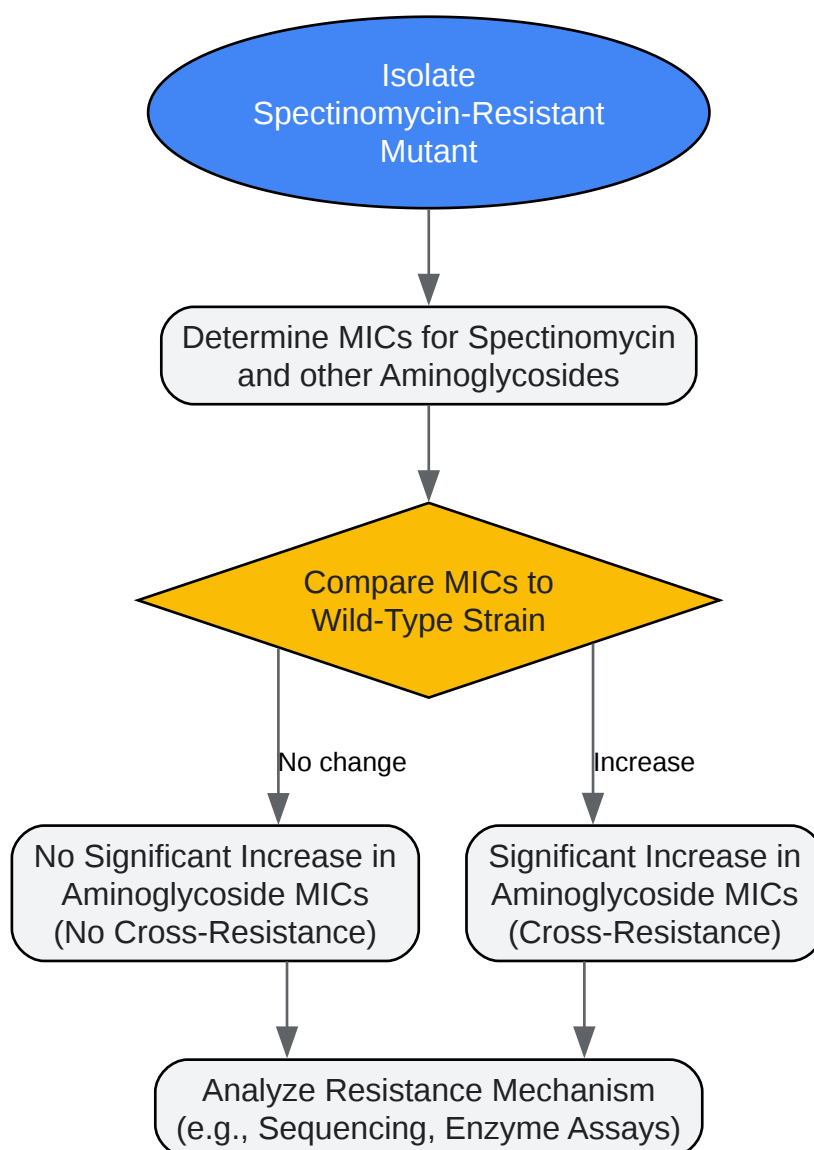 Isolate
Spectinomycin-Resistant
Mutant
Determine MICs for Spectinomycin
and other Aminoglycosides
Compare MICs to
Wild-Type Strain
No change
Increase
No Significant Increase in
Aminoglycoside MICs
(No Cross-Resistance)
Significant Increase in
Aminoglycoside MICs
(Cross-Resistance)
Analyze Resistance Mechanism
(e.g., Sequencing, Enzyme Assays)